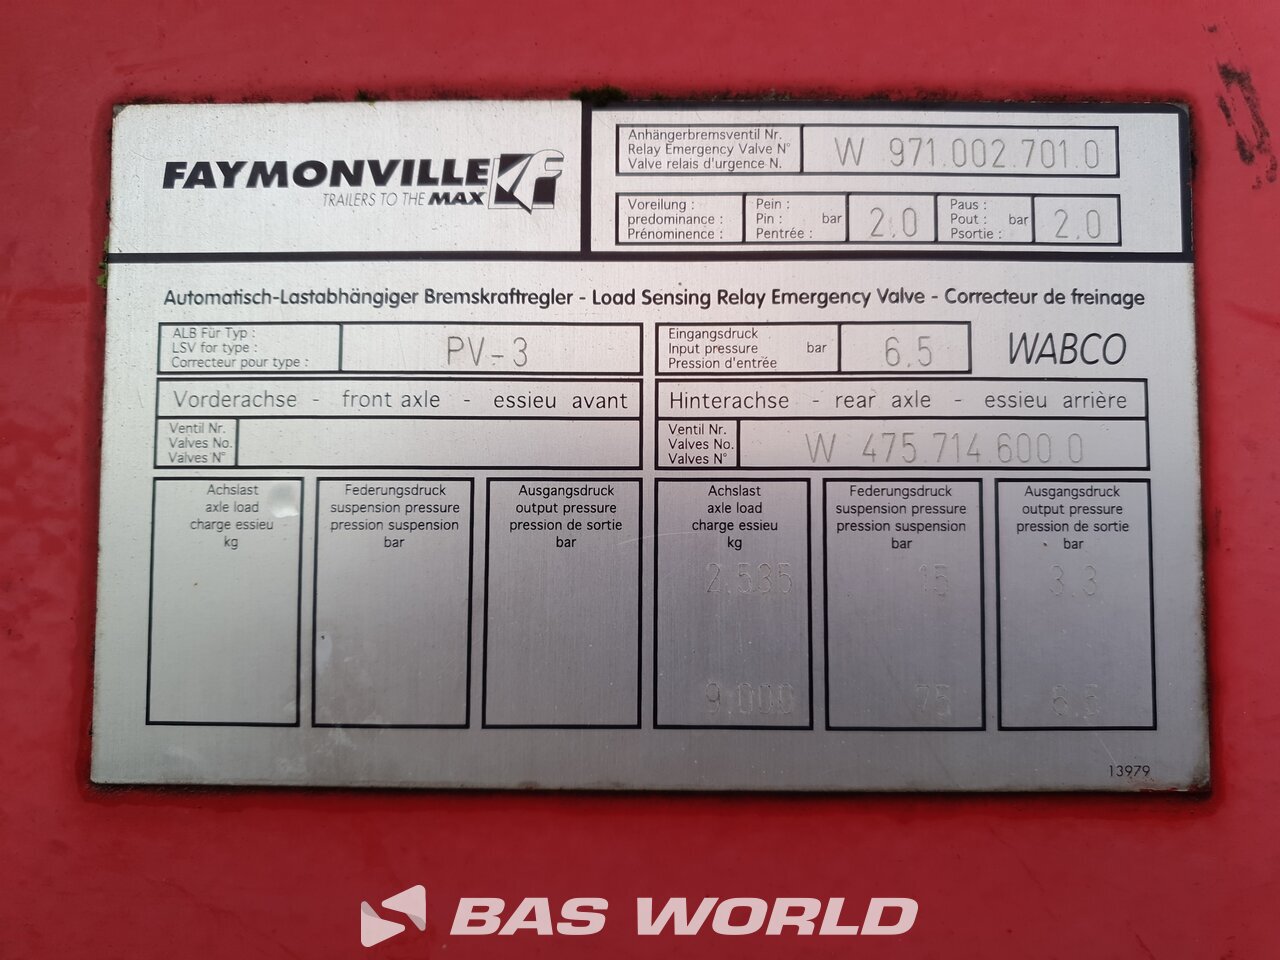 FAYMONVILLE
TRAILERS TO THE MAX
Anhängerbremsventil Nr.
Relay Emergency Valve N°
Valve relais d'urgence N.
W 971.002.701.0
Voreilung :
predominance :
Prénominence :
Pein :
Pin : bar
Pentrée :
2.0
Paus :
Pout : bar
Psortie :
2.0
Automatisch-Lastabhängiger Bremskraftregler - Load Sensing Relay Emergency Valve - Correcteur de freinage
ALB Für Typ :
LSV for type :
Correcteur pour type :
PV-3
Eingangsdruck
Input pressure bar
Pression d'entrée
6.5
WABCO
Vorderachse - front axle - essieu avant
Hinterachse - rear axle - essieu arrière
Ventil Nr.
Valves No.
Valves N°
Ventil Nr.
Valves No.
Valves N°
W 475.714.600.0
Achslast
axle load
charge essieu
kg
Federungsdruck
suspension pressure
pression suspension
bar
Ausgangsdruck
output pressure
pression de sortie
bar
Achslast
axle load
charge essieu
kg
2.535
9.000
Federungsdruck
suspension pressure
pression suspension
bar
15
75
Ausgangsdruck
output pressure
pression de sortie
bar
3.3
6.5
13979
BAS WORLD